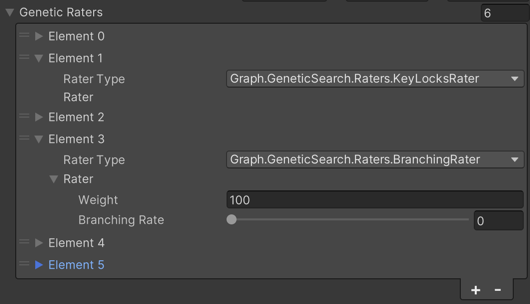 Genetic Raters 6
Element 0
Element 1
Rater Type Graph.GeneticSearch.Raters.KeyLocksRater
Rater
Element 2
Element 3
Rater Type Graph.GeneticSearch.Raters.BranchingRater
Rater
Weight 100
Branching Rate 0
Element 4
Element 5
+ -